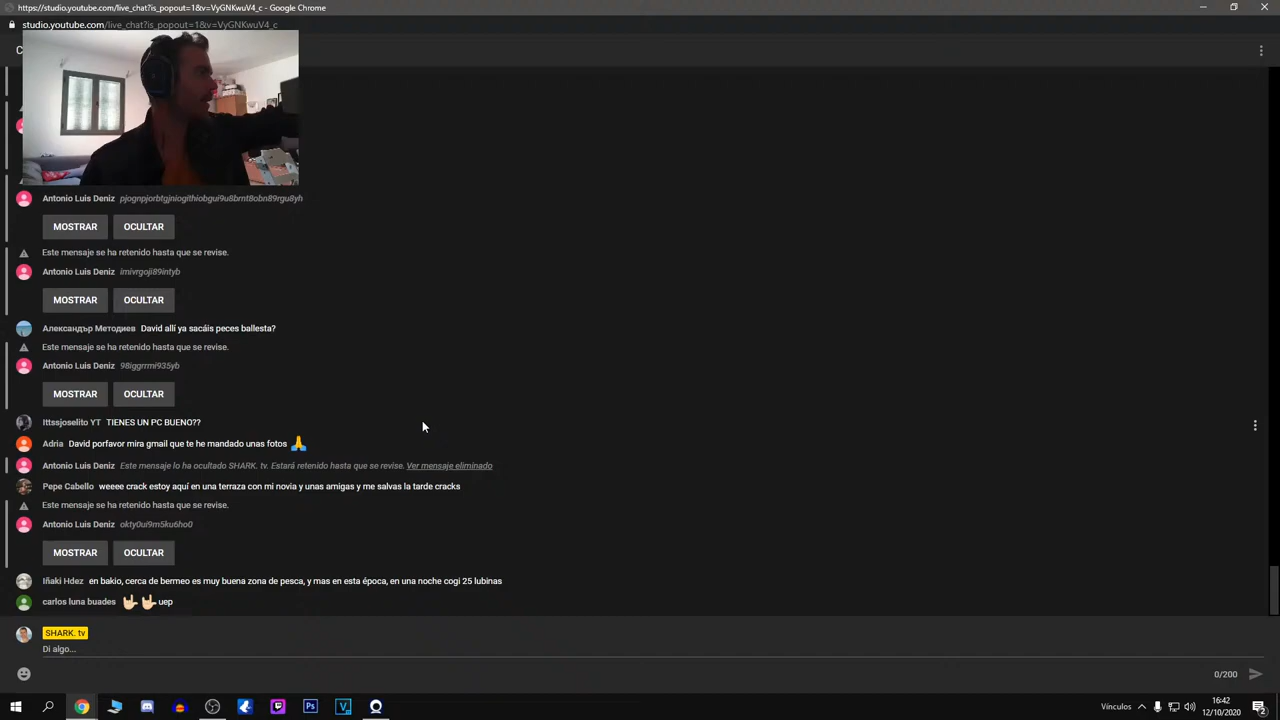 https://studio.youtube.com/live_chat?is_popout=1&v=VyGNKwuV4_c - Google Chrome
studio.youtube.com/live_chat?is_popout=1&v=VyGNKwuV4_c
Antonio Luis Deniz pjognpjorbtgjniogithiobgui9u8bmt8obn89rgu8yh
MOSTRAR OCULTAR
Este mensaje se ha retenido hasta que se revise.
Antonio Luis Deniz imivrgoji89intyb
MOSTRAR OCULTAR
Александър Методиев David allí ya sacáis peces ballesta?
Este mensaje se ha retenido hasta que se revise.
Antonio Luis Deniz 98iggrrmi935yb
MOSTRAR OCULTAR
Ittssjoselito YT TIENES UN PC BUENO??
Adria David porfavor mira gmail que te he mandado unas fotos 🙏
Antonio Luis Deniz Este mensaje lo ha ocultado SHARK. tv. Estará retenido hasta que se revise. Ver mensaje eliminado
Pepe Cabello weeee crack estoy aquí en una terraza con mi novia y unas amigas y me salvas la tarde cracks
Este mensaje se ha retenido hasta que se revise.
Antonio Luis Deniz okty0ui9m5ku6ho0
MOSTRAR OCULTAR
Iñaki Hdez en bakio, cerca de bermeo es muy buena zona de pesca, y mas en esta época, en una noche cogi 25 lubinas
carlos luna buades 🤟🏻 🤟🏻 uep
SHARK. tv
Di algo...
0/200
Vínculos
16:42
12/10/2020
2